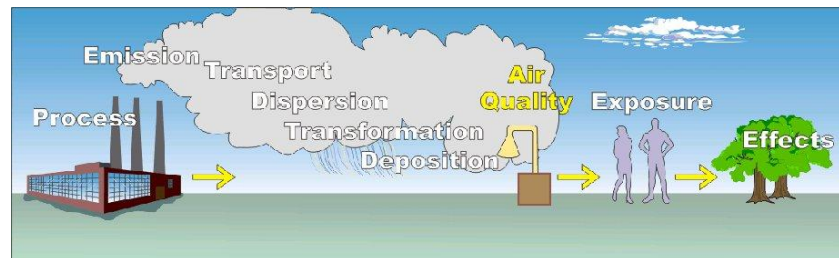 Process
Emission
Transport
Dispersion
Transformation
Deposition
Air
Quality
Exposure
Effects